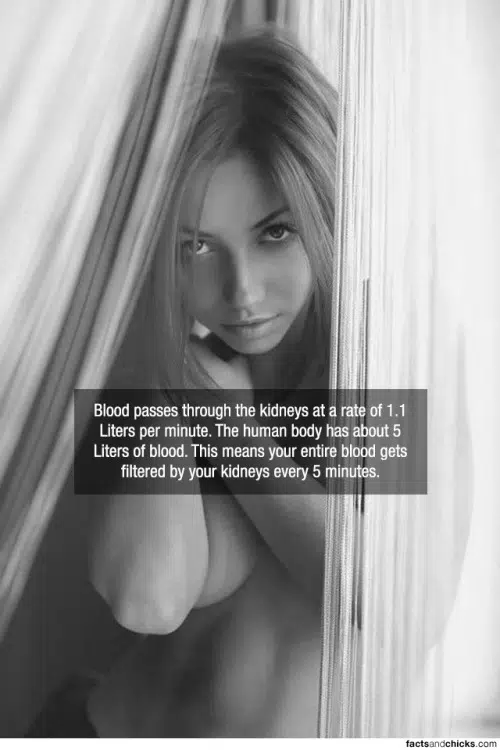 Blood passes through the kidneys at a rate of 1.1
Liters per minute. The human body has about 5
Liters of blood. This means your entire blood gets
filtered by your kidneys every 5 minutes.
factsandchicks.com